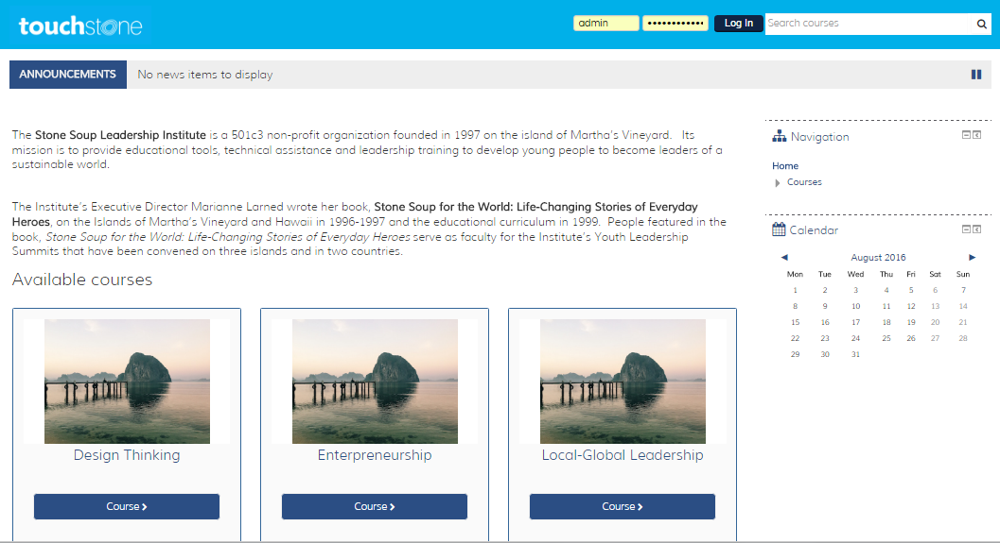 touchstone
admin
Log In
Search courses
ANNOUNCEMENTS No news items to display
The Stone Soup Leadership Institute is a 501c3 non-profit organization founded in 1997 on the island of Martha's Vineyard. Its
mission is to provide educational tools, technical assistance and leadership training to develop young people to become leaders of a
sustainable world.
The Institute's Executive Director Marianne Larned wrote her book, Stone Soup for the World: Life-Changing Stories of Everyday
Heroes, on the Islands of Martha's Vineyard and Hawaii in 1996-1997 and the educational curriculum in 1999. People featured in the
book, Stone Soup for the World: Life-Changing Stories of Everyday Heroes serve as faculty for the Institute's Youth Leadership
Summits that have been convened on three islands and in two countries.
Available courses
Design Thinking
Course
Enterpreneurship
Course
Local-Global Leadership
Course
Navigation
Home
Courses
Calendar
August 2016
Mon Tue Wed Thu Fri Sat Sun
1 2 3 4 5 6 7
8 9 10 11 12 13 14
15 16 17 18 19 20 21
22 23 24 25 26 27 28
29 30 31